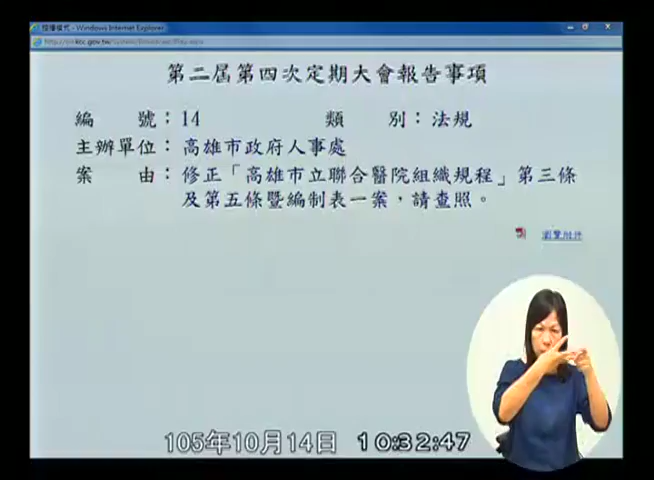 第二屆第四次定期大會報告事項
編　　號：14　　　　　類　　別：法規
主辦單位：高雄市政府人事處
案　　由：修正「高雄市立聯合醫院組織規程」第三條
及第五條暨編制表一案，請查照。
瀏覽附件
105年10月14日 10:32:47